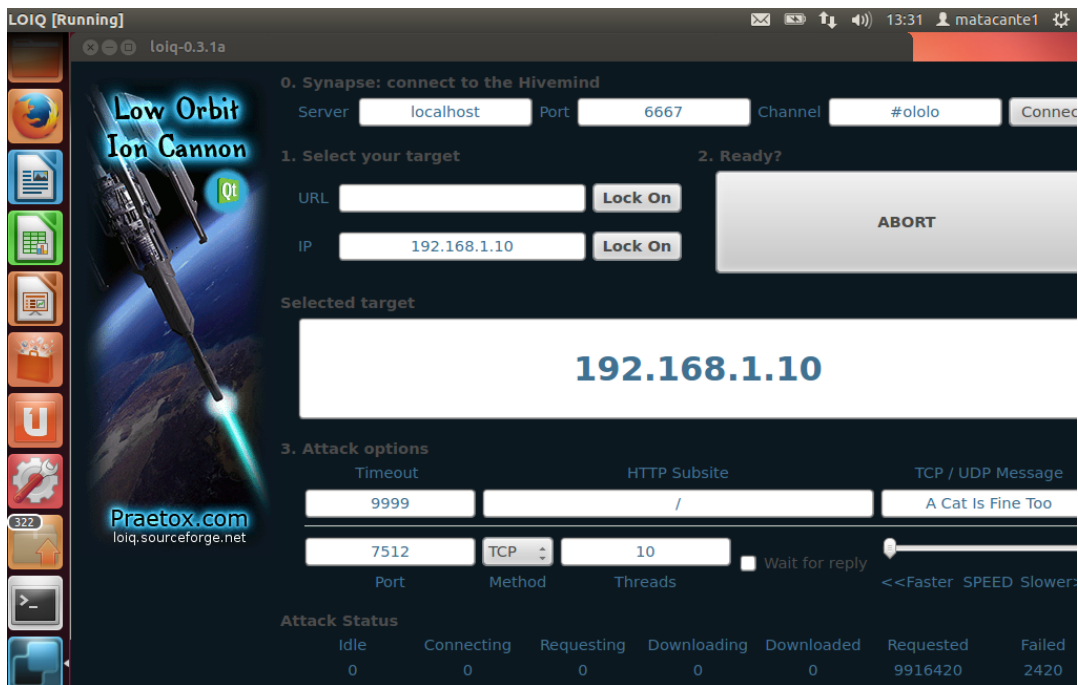 LOIQ [Running] 13:31 matacante1
loiq-0.3.1a
Low Orbit
Ion Cannon
Qt
0. Synapse: connect to the Hivemind
Server localhost Port 6667 Channel #ololo Connec
1. Select your target 2. Ready?
URL Lock On
ABORT
IP 192.168.1.10 Lock On
Selected target
192.168.1.10
3. Attack options
Timeout HTTP Subsite TCP / UDP Message
9999 / A Cat Is Fine Too
Praetox.com
loiq.sourceforge.net
322
7512 TCP 10 Wait for reply
Port Method Threads <<Faster SPEED Slower>
Attack Status
Idle Connecting Requesting Downloading Downloaded Requested Failed
0 0 0 0 0 9916420 2420